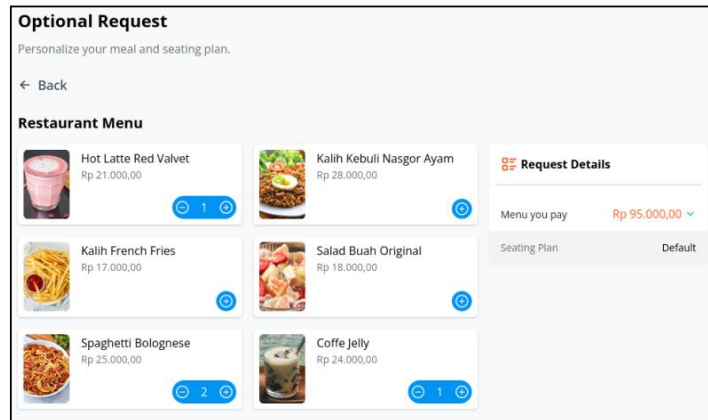 Optional Request
Personalize your meal and seating plan.
← Back
Restaurant Menu
Hot Latte Red Valvet
Rp 21.000,00
1
Kalih Kebuli Nasgor Ayam
Rp 28.000,00
Kalih French Fries
Rp 17.000,00
Salad Buah Original
Rp 18.000,00
Spaghetti Bolognese
Rp 25.000,00
2
Coffe Jelly
Rp 24.000,00
1
Request Details
Menu you pay Rp 95.000,00
Seating Plan Default